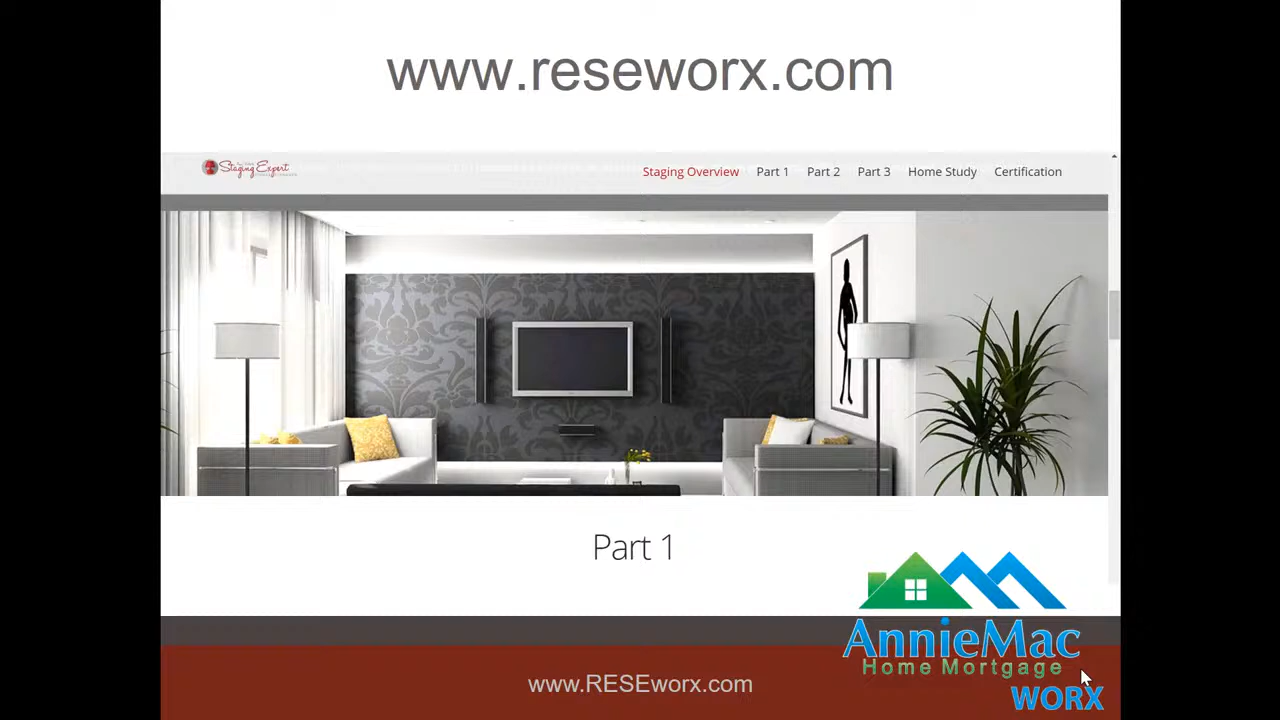 www.reseworx.com
Staging Expert
Staging Overview Part 1 Part 2 Part 3 Home Study Certification
Part 1
AnnieMac
Home Mortgage
WORX
www.RESEworx.com